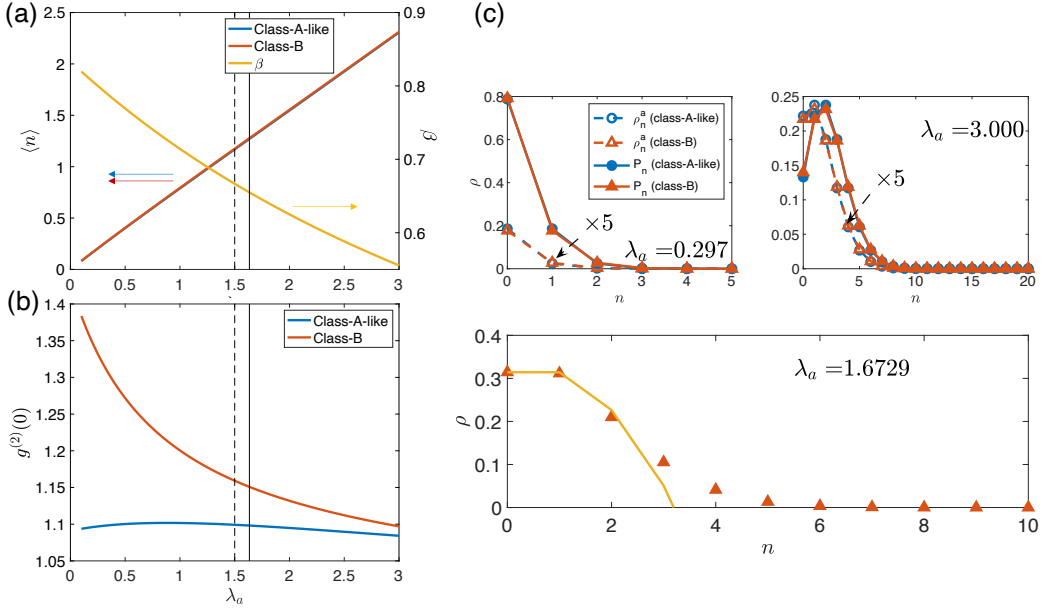 (a)
2.5
2
1.5
1
0.5
0
⟨n⟩
Class-A-like
Class-B
β
0.9
0.8
0.7
0.6
β
0 0.5 1 1.5 2 2.5 3
(b)
1.4
1.35
1.3
1.25
1.2
1.15
1.1
1.05
g(2)(0)
Class-A-like
Class-B
0 0.5 1 1.5 2 2.5 3
λa
(c)
0.8
0.6
0.4
0.2
0
ρ
ρna (class-A-like)
ρna (class-B)
Pn (class-A-like)
Pn (class-B)
×5
λa =0.297
0 1 2 3 4 5
n
0.25
0.20
0.15
0.10
0.05
0
λa =3.000
×5
0 5 10 15 20
n
0.4
0.3
0.2
0.1
0
ρ
λa =1.6729
0 2 4 6 8 10
n